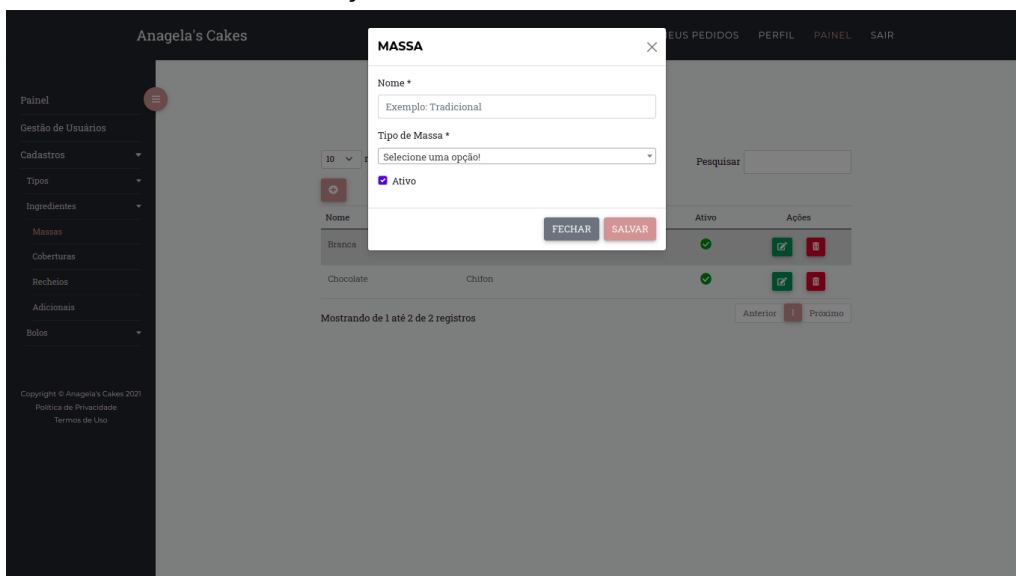 Anagela's Cakes
PEDIDOS PERFIL PAINEL SAIR
MASSA
Nome *
Exemplo: Tradicional
Tipo de Massa *
Selecione uma opção!
Ativo
FECHAR SALVAR
Painel
Gestão de Usuários
Cadastros
Tipos
Ingredientes
Massas
Coberturas
Recheios
Adicionais
Bolos
Copyright © Anagela's Cakes 2021
Política de Privacidade
Termos de Uso
10
Pesquisar
Nome Ativo Ações
Branca
Chocolate Chifon
Mostrando de 1 até 2 de 2 registros
Anterior 1 Próximo